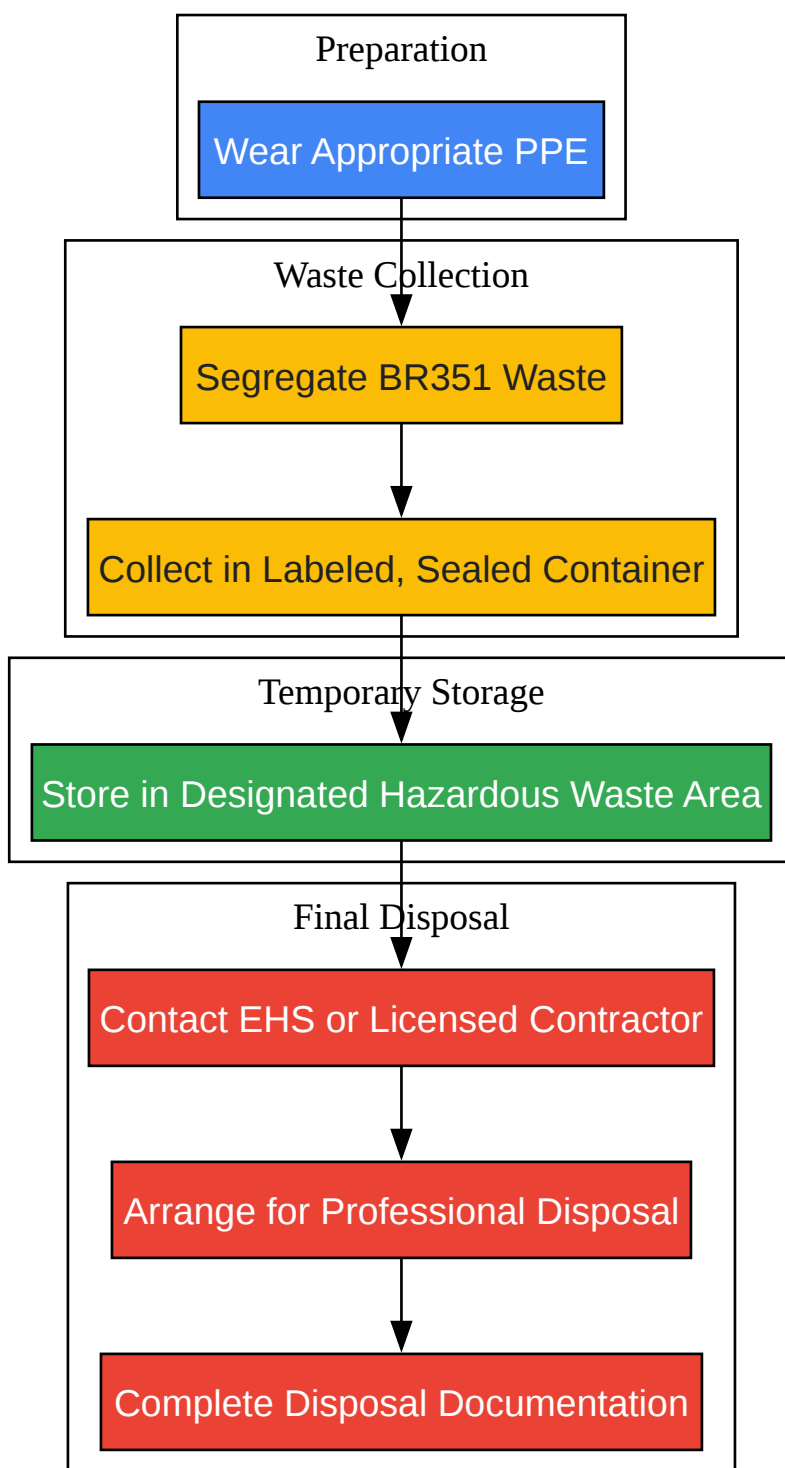 Preparation
Wear Appropriate PPE
Waste Collection
Segregate BR351 Waste
Collect in Labeled, Sealed Container
Temporary Storage
Store in Designated Hazardous Waste Area
Final Disposal
Contact EHS or Licensed Contractor
Arrange for Professional Disposal
Complete Disposal Documentation